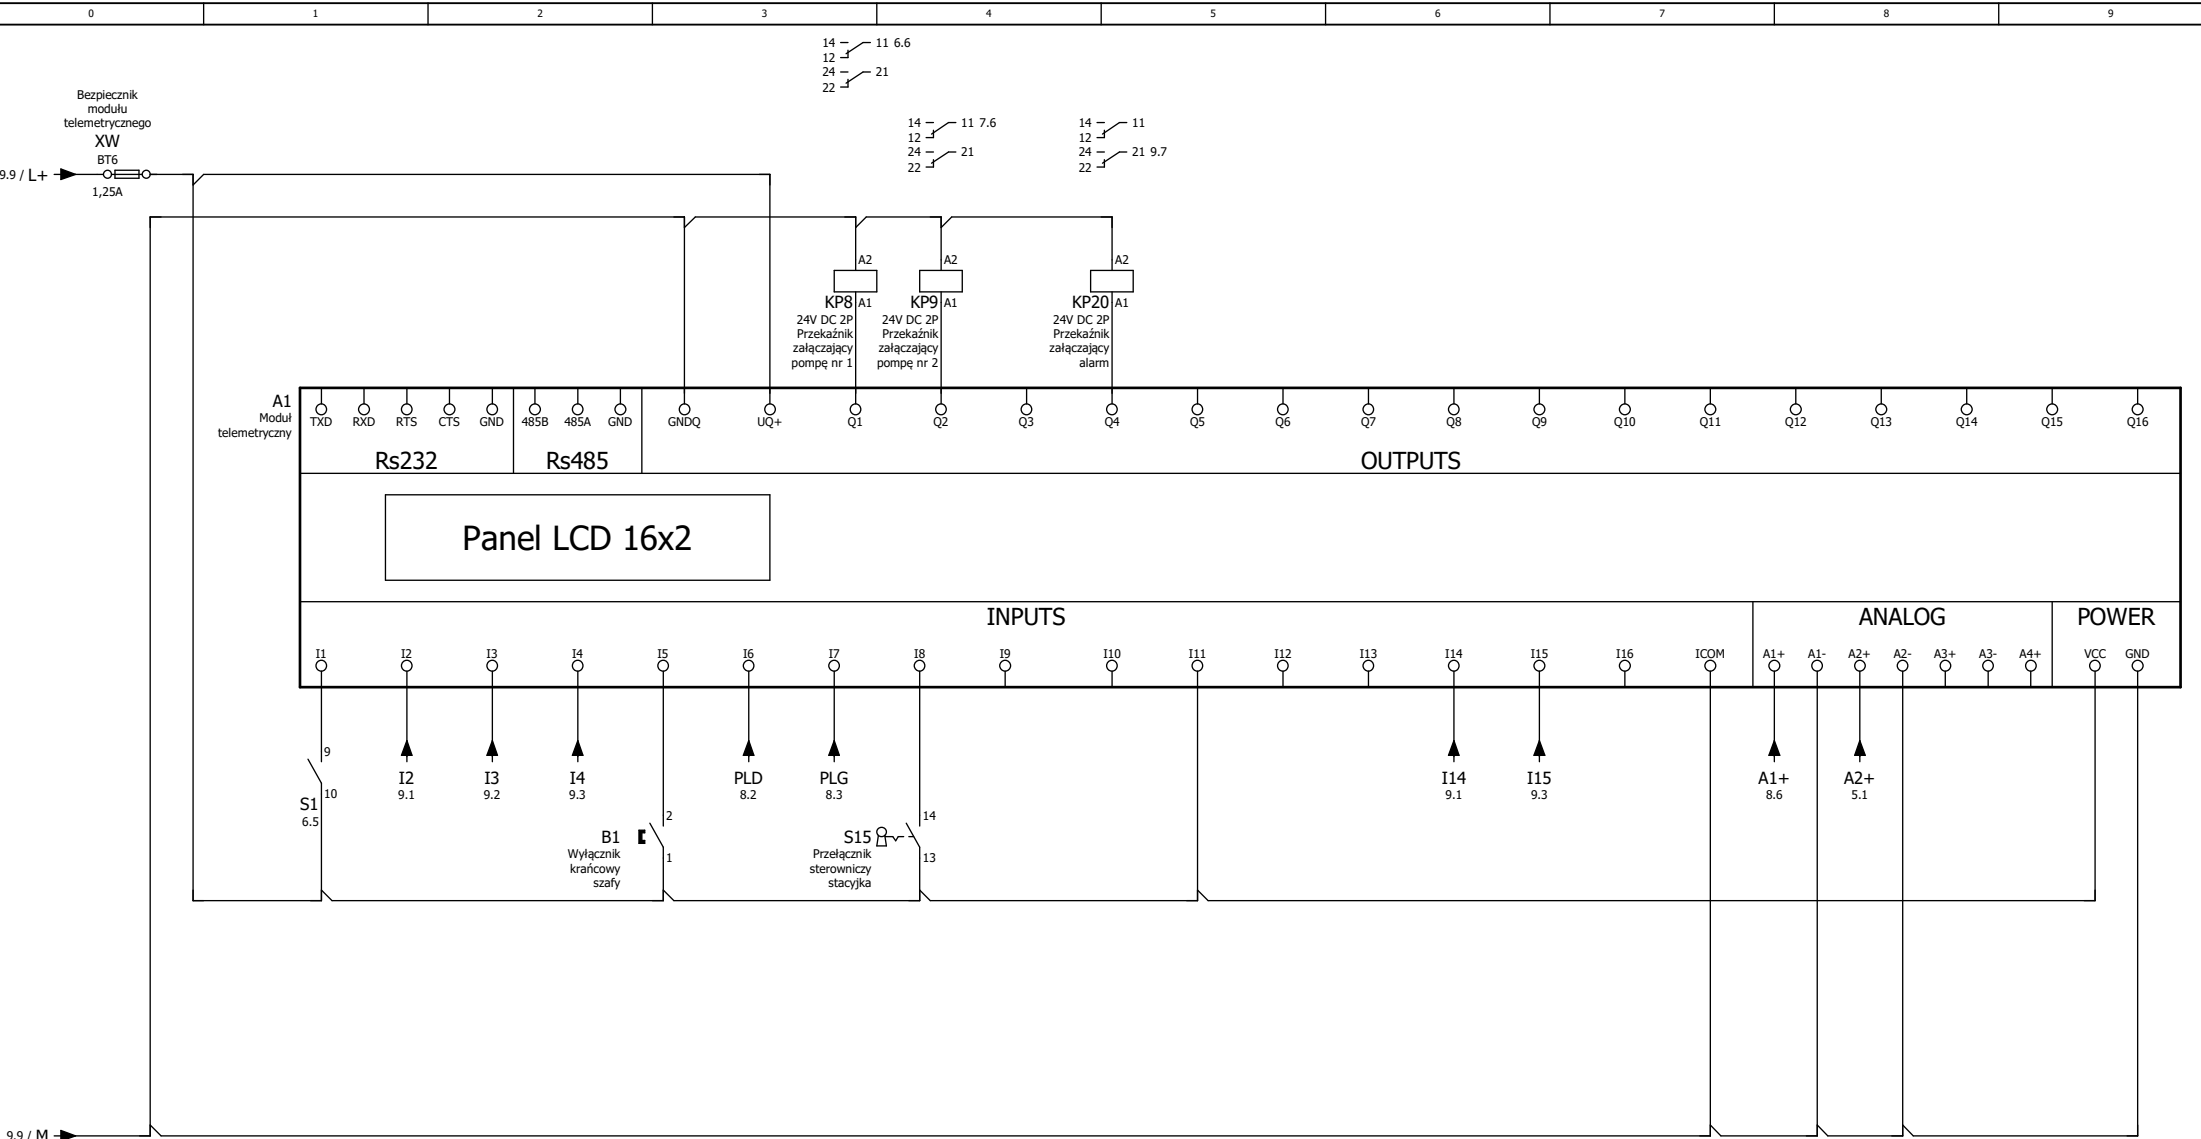 0 1 2 3 4 5 6 7 8 9
14 11 6.6
12
24 21
22
Bezpiecznik
modułu
telemetrycznego
XW
BT6
1,25A
9.9 / L+
14 11 7.6
12
24 21
22
14 11
12
24 21 9.7
22
A2
KP8 A1
24V DC 2P
Przekaźnik
załączający
pompę nr 1
A2
KP9 A1
24V DC 2P
Przekaźnik
załączający
pompę nr 2
A2
KP20 A1
24V DC 2P
Przekaźnik
załączający
alarm
A1
Moduł
telemetryczny
TXD RXD RTS CTS GND 485B 485A GND GNDQ UQ+ Q1 Q2 Q3 Q4 Q5 Q6 Q7 Q8 Q9 Q10 Q11 Q12 Q13 Q14 Q15 Q16
Rs232 Rs485 OUTPUTS
Panel LCD 16x2
INPUTS ANALOG POWER
I1 I2 I3 I4 I5 I6 I7 I8 I9 I10 I11 I12 I13 I14 I15 I16 ICOM A1+ A1- A2+ A2- A3+ A3- A4+ VCC GND
9
10
S1
6.5
I2
9.1
I3
9.2
I4
9.3
2
B1
1
Wyłącznik
krańcowy
szafy
PLD
8.2
PLG
8.3
14
S15
13
Przełącznik
sterowniczy
stacyjka
I14
9.1
I15
9.3
A1+
8.6
A2+
5.1
9.9 / M